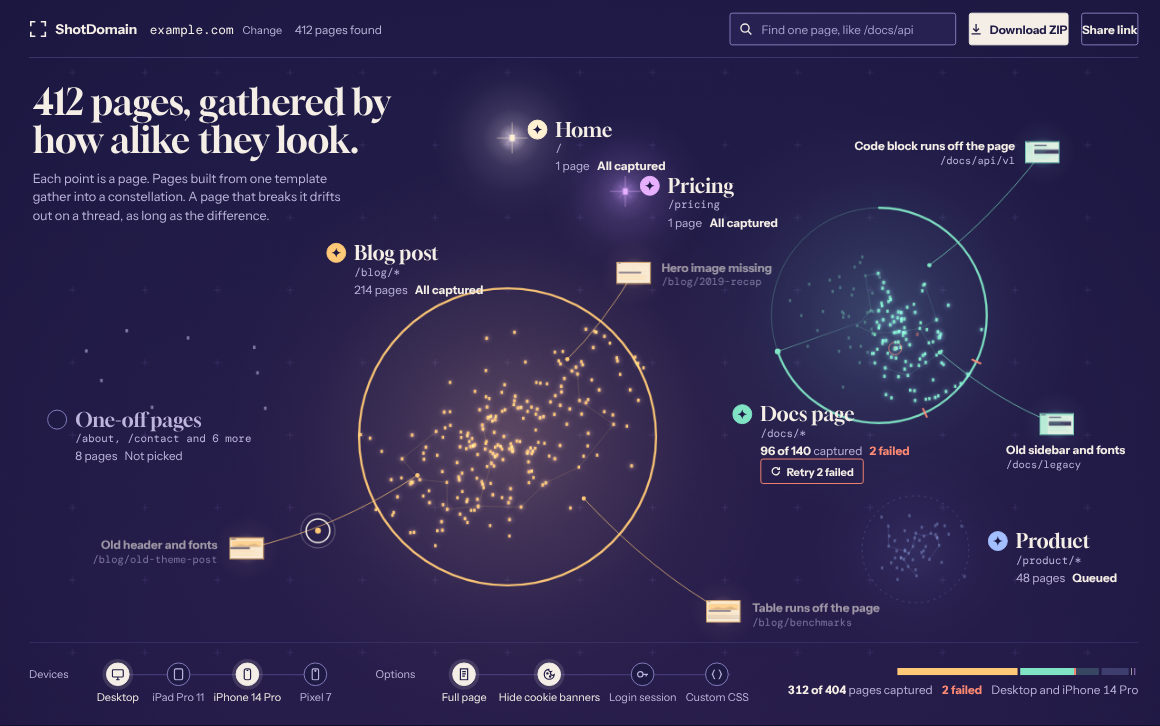 ShotDomain example.com Change 412 pages found
Find one page, like /docs/api
Download ZIP
Share link
412 pages, gathered by
how alike they look.
Each point is a page. Pages built from one template
gather into a constellation. A page that breaks it drifts
out on a thread, as long as the difference.
Home
/
1 page All captured
Pricing
/pricing
1 page All captured
Code block runs off the page
/docs/api/v1
Blog post
/blog/*
214 pages All captured
Hero image missing
/blog/2019-recap
One-off pages
/about, /contact and 6 more
8 pages Not picked
Docs page
/docs/*
96 of 140 captured 2 failed
Retry 2 failed
Old sidebar and fonts
/docs/legacy
Old header and fonts
/blog/old-theme-post
Product
/product/*
48 pages Queued
Table runs off the page
/blog/benchmarks
Devices
Desktop
iPad Pro 11
iPhone 14 Pro
Pixel 7
Options
Full page
Hide cookie banners
Login session
Custom CSS
312 of 404 pages captured 2 failed Desktop and iPhone 14 Pro